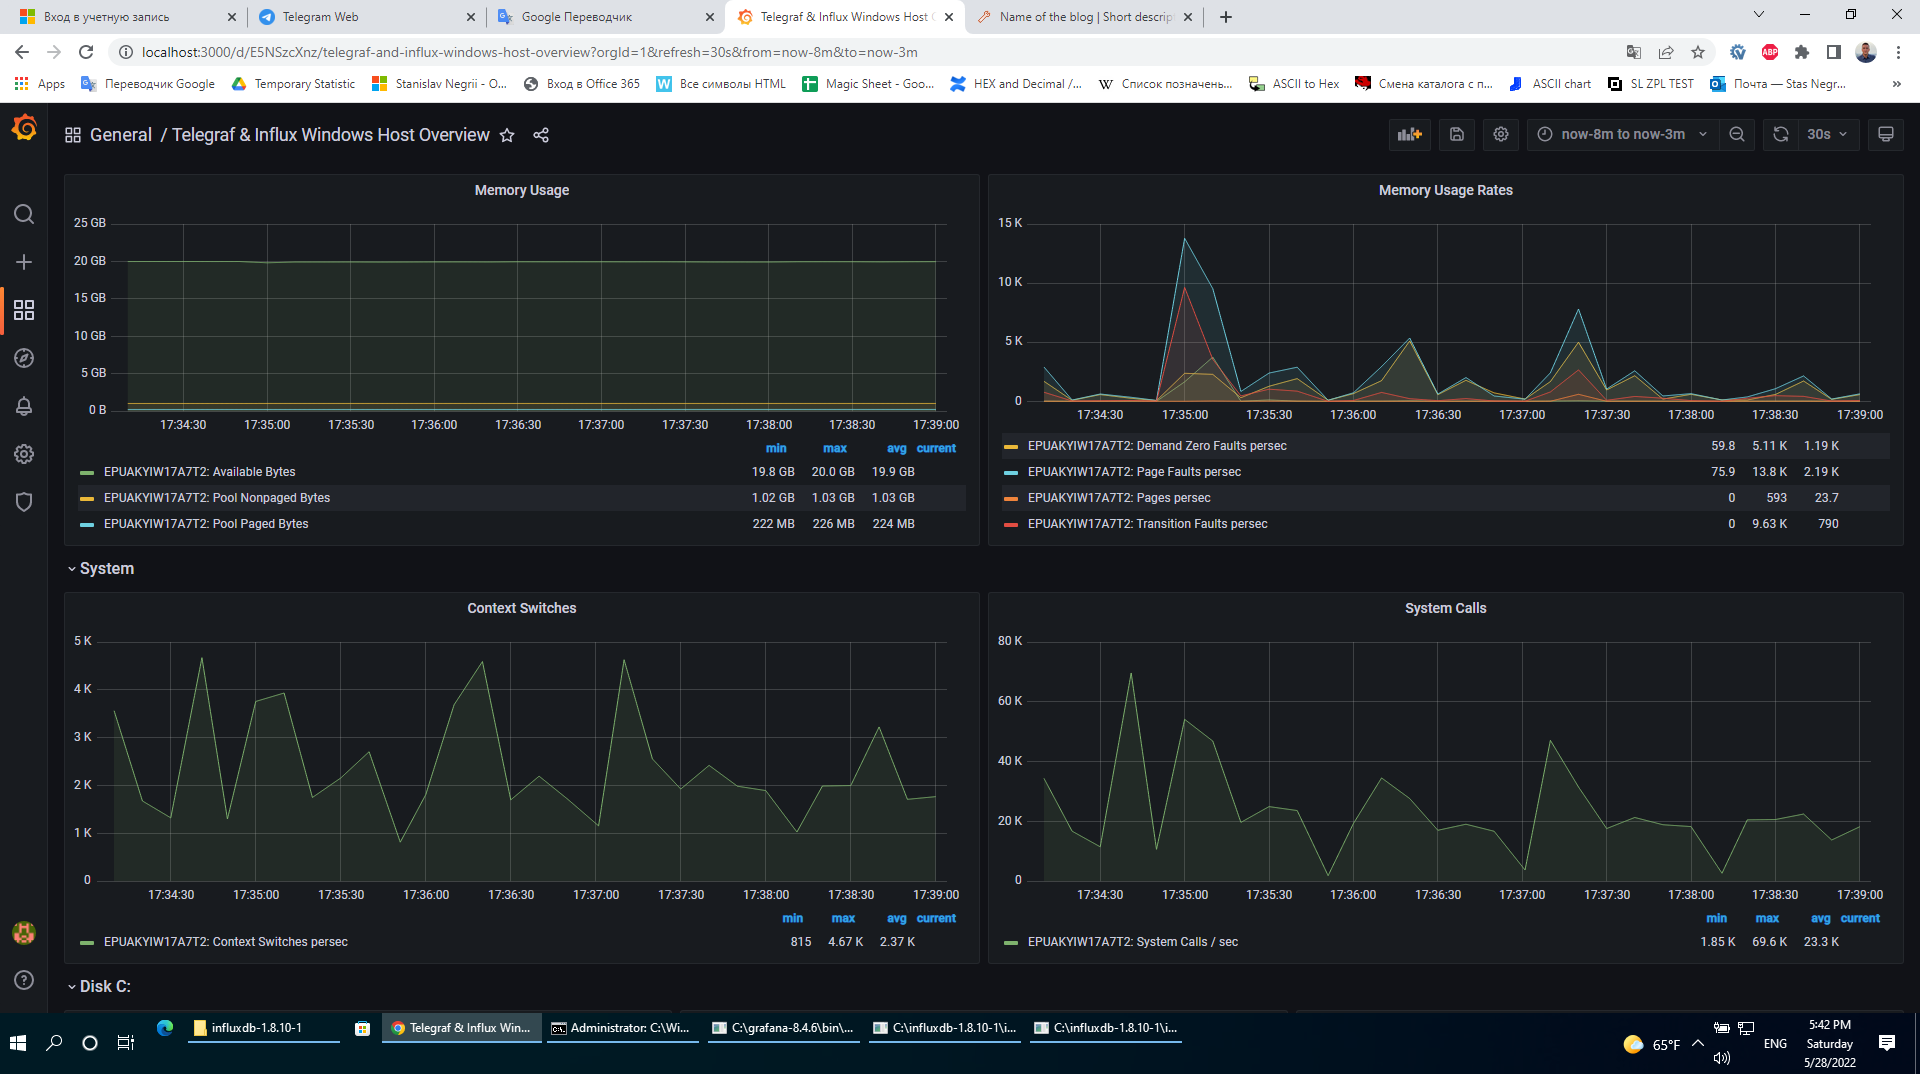 Вход в учетную запись
Telegram Web
Google Переводчик
Telegraf & Influx Windows Host
Name of the blog | Short descrip
localhost:3000/d/E5NSzcXnz/telegraf-and-influx-windows-host-overview?orgId=1&refresh=30s&from=now-8m&to=now-3m
ABP
Apps
Переводчик Google
Temporary Statistic
Stanislav Negrii - O...
Вход в Office 365
W Все символы HTML
Magic Sheet - Goo...
HEX and Decimal /...
W Список позначень...
ASCII to Hex
Смена каталога с п...
ASCII chart
SL ZPL TEST
Почта — Stas Negr...
»
General / Telegraf & Influx Windows Host Overview
now-8m to now-3m
30s
Memory Usage
25 GB
20 GB
15 GB
10 GB
5 GB
0 B
17:34:30 17:35:00 17:35:30 17:36:00 17:36:30 17:37:00 17:37:30 17:38:00 17:38:30 17:39:00
min max avg current
EPUAKYIW17A7T2: Available Bytes 19.8 GB 20.0 GB 19.9 GB
EPUAKYIW17A7T2: Pool Nonpaged Bytes 1.02 GB 1.03 GB 1.03 GB
EPUAKYIW17A7T2: Pool Paged Bytes 222 MB 226 MB 224 MB
Memory Usage Rates
15 K
10 K
5 K
0
17:34:30 17:35:00 17:35:30 17:36:00 17:36:30 17:37:00 17:37:30 17:38:00 17:38:30 17:39:00
EPUAKYIW17A7T2: Demand Zero Faults persec 59.8 5.11 K 1.19 K
EPUAKYIW17A7T2: Page Faults persec 75.9 13.8 K 2.19 K
EPUAKYIW17A7T2: Pages persec 0 593 23.7
EPUAKYIW17A7T2: Transition Faults persec 0 9.63 K 790
System
Context Switches
5 K
4 K
3 K
2 K
1 K
0
17:34:30 17:35:00 17:35:30 17:36:00 17:36:30 17:37:00 17:37:30 17:38:00 17:38:30 17:39:00
min max avg current
EPUAKYIW17A7T2: Context Switches persec 815 4.67 K 2.37 K
System Calls
80 K
60 K
40 K
20 K
0
17:34:30 17:35:00 17:35:30 17:36:00 17:36:30 17:37:00 17:37:30 17:38:00 17:38:30 17:39:00
min max avg current
EPUAKYIW17A7T2: System Calls / sec 1.85 K 69.6 K 23.3 K
Disk C:
influxdb-1.8.10-1
Telegraf & Influx Win...
Administrator: C:\Wi...
C:\grafana-8.4.6\bin\...
C:\influxdb-1.8.10-1\i...
C:\influxdb-1.8.10-1\i...
65°F
ENG
5:42 PM
Saturday
5/28/2022